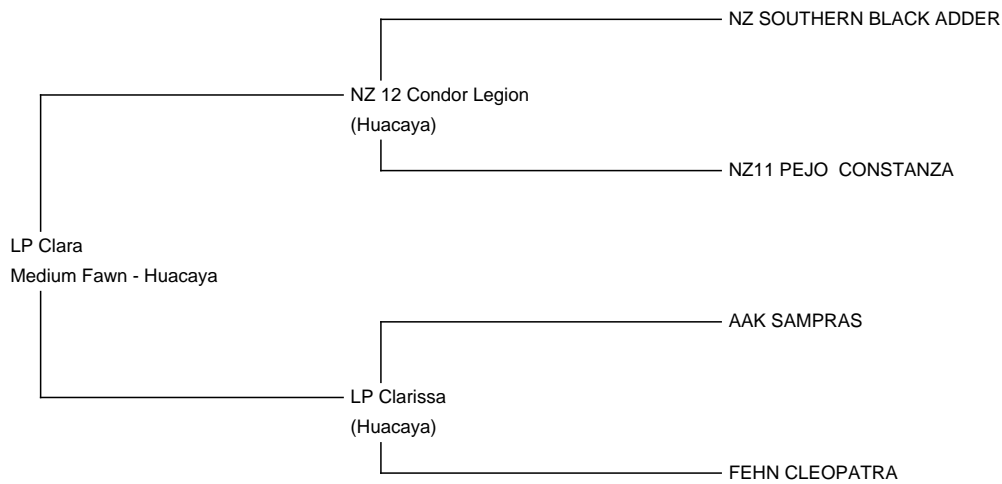 NZ SOUTHERN BLACK ADDER
NZ 12 Condor Legion
(Huacaya)
NZ11 PEJO  CONSTANZA
LP Clara
Medium Fawn - Huacaya
AAK SAMPRAS
LP Clarissa
(Huacaya)
FEHN CLEOPATRA